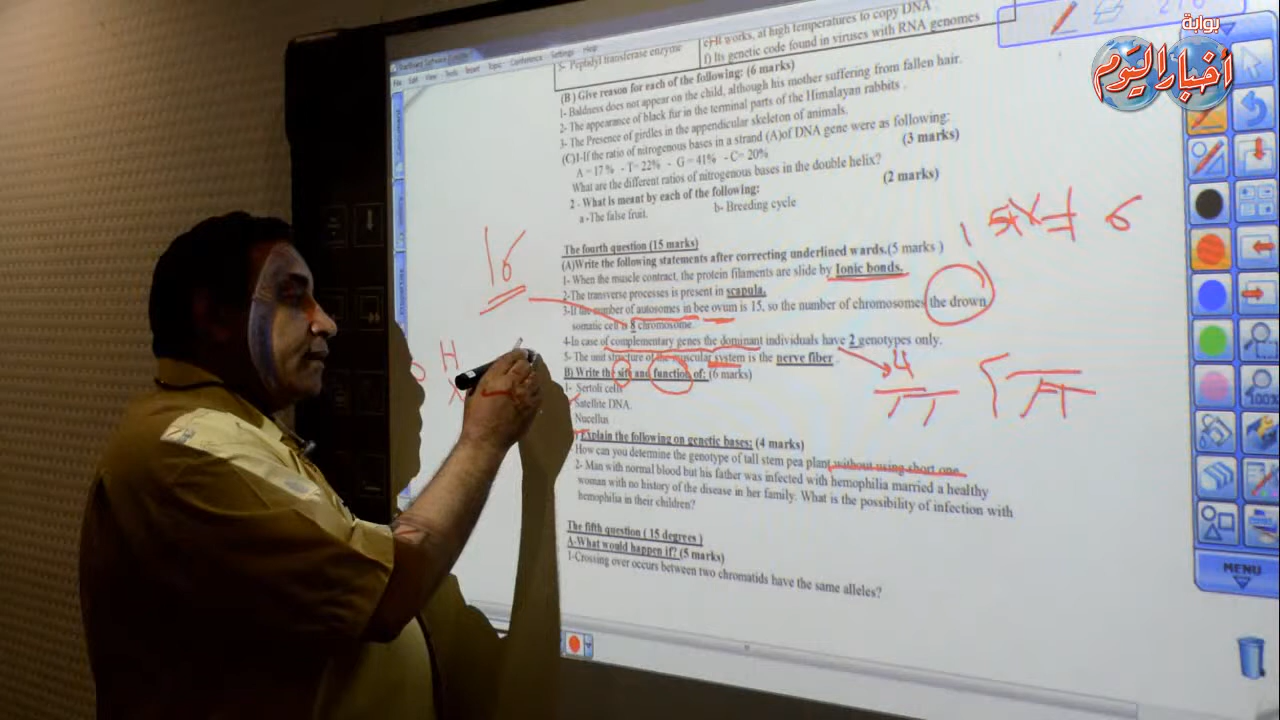 بوابة
أخبار اليوم
5- Peptidyl transferase enzyme
e)-It works, at high temperatures to copy DNA
f) Its genetic code found in viruses with RNA genomes
(B) Give reason for each of the following: (6 marks)
1- Baldness does not appear on the child, although his mother suffering from fallen hair.
2- The appearance of black fur in the terminal parts of the Himalayan rabbits .
3- The Presence of girdles in the appendicular skeleton of animals.
(C)1-If the ratio of nitrogenous bases in a strand (A)of DNA gene were as following:
A = 17 % - T= 22% - G = 41% - C= 20% (3 marks)
What are the different ratios of nitrogenous bases in the double helix?
2 - What is meant by each of the following: (2 marks)
a -The false fruit. b- Breeding cycle
The fourth question (15 marks)
(A)Write the following statements after correcting underlined wards.(5 marks )
1- When the muscle contract, the protein filaments are slide by Ionic bonds.
2-The transverse processes is present in scapula.
3-If the number of autosomes in bee ovum is 15, so the number of chromosomes the drown
somatic cell is 8 chromosome.
4-In case of complementary genes the dominant individuals have 2 genotypes only.
5- The unit structure of the muscular system is the nerve fiber .
B) Write the site and function of: (6 marks)
1- Sertoli cells
Satellite DNA.
Nucellus
) Explain the following on genetic bases: (4 marks)
How can you determine the genotype of tall stem pea plant without using short one
2- Man with normal blood but his father was infected with hemophilia married a healthy
woman with no history of the disease in her family. What is the possibility of infection with
hemophilia in their children?
The fifth question ( 15 degrees )
A-What would happen if? (5 marks)
1-Crossing over occurs between two chromatids have the same alleles?
16
4
H
X
6
100%
MENU